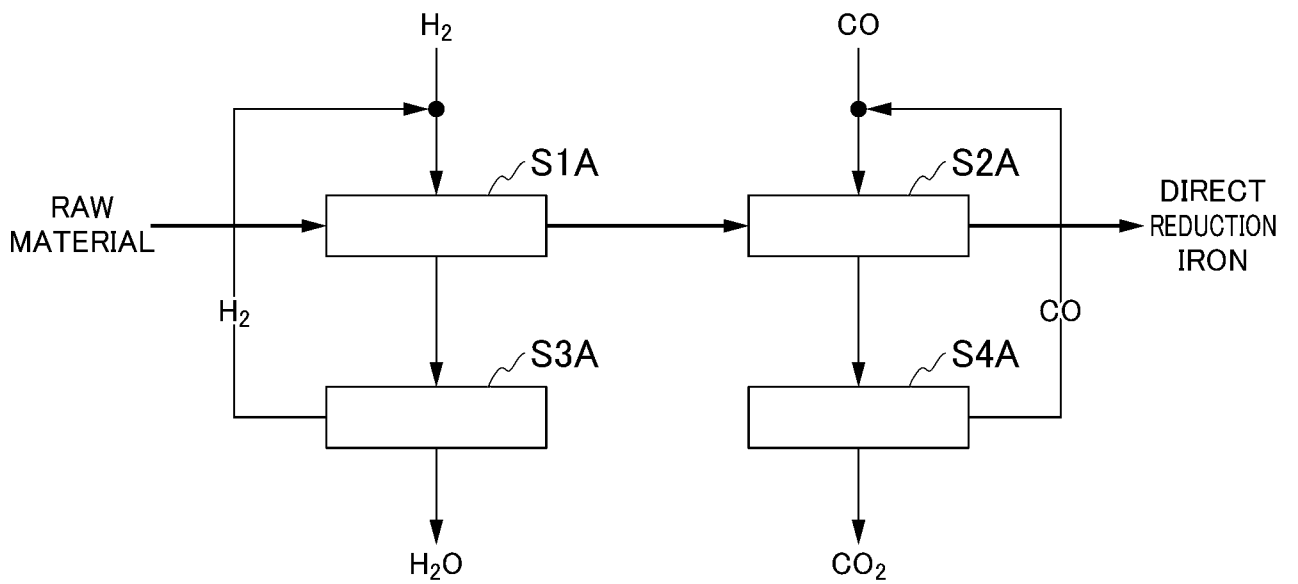 H₂
CO
S1A
S2A
RAW
MATERIAL
DIRECT
REDUCTION
IRON
H₂
CO
S3A
S4A
H₂O
CO₂